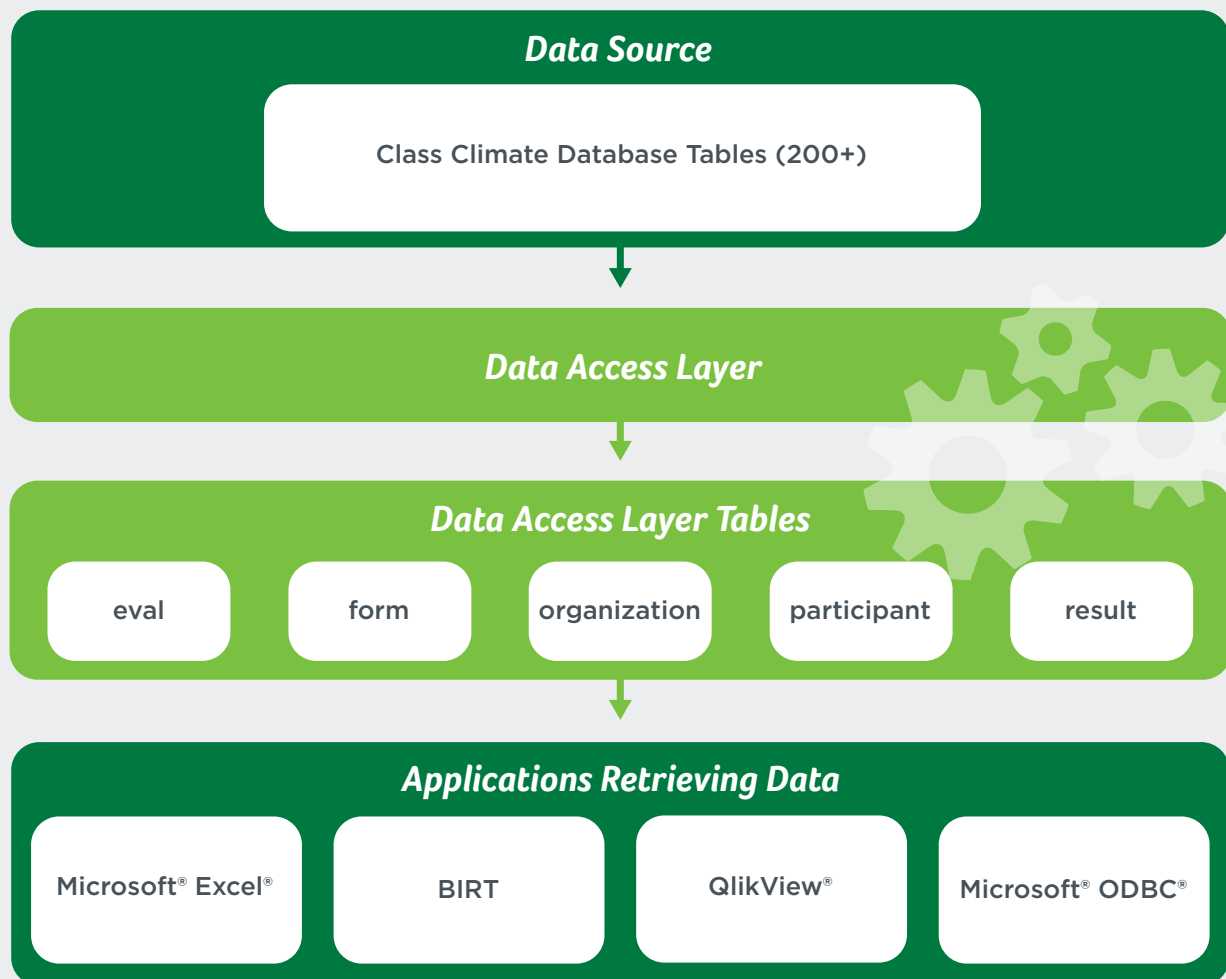 Data Source
Class Climate Database Tables (200+)
Data Access Layer
Data Access Layer Tables
eval
form
organization
participant
result
Applications Retrieving Data
Microsoft® Excel®
BIRT
QlikView®
Microsoft® ODBC®